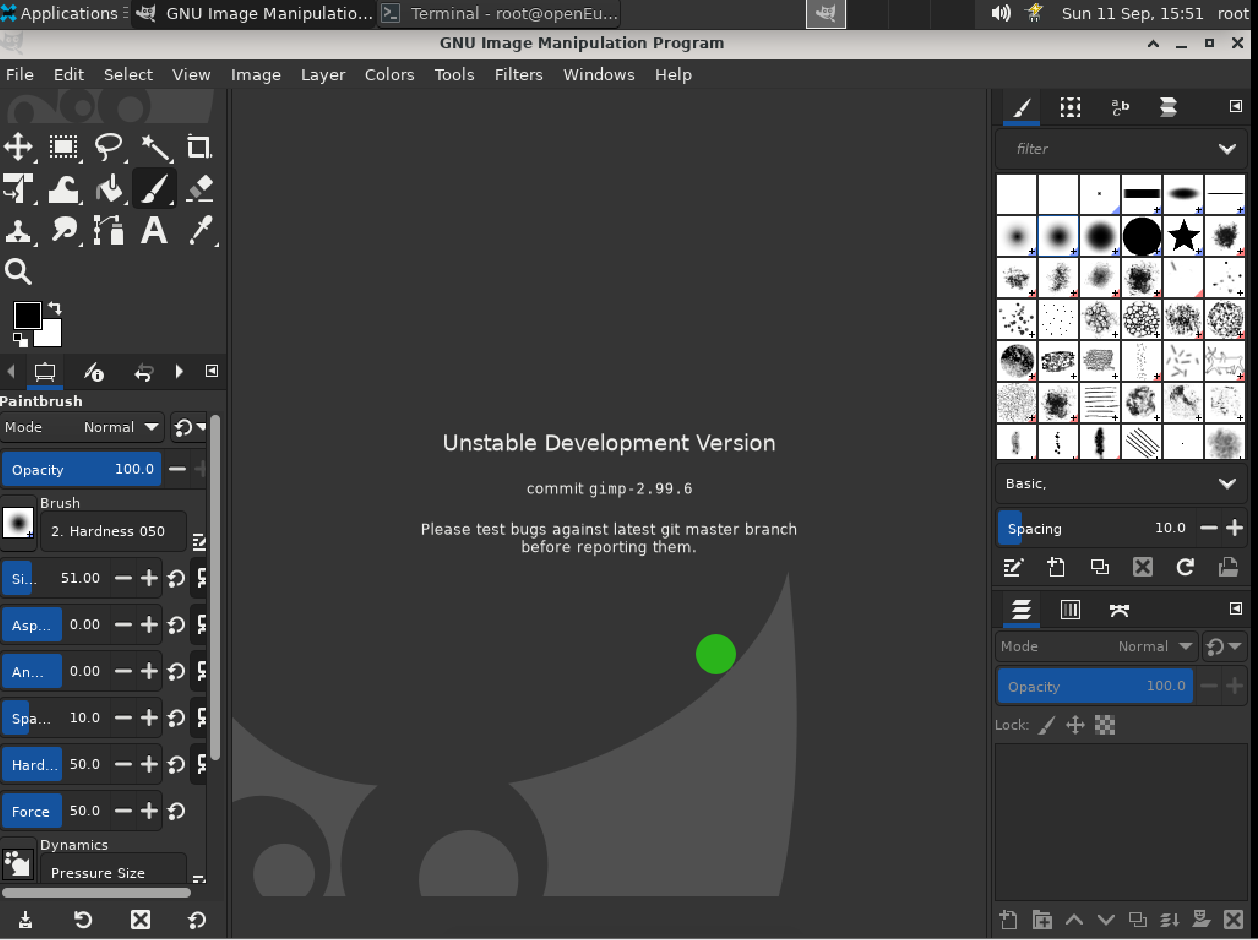 Applications
GNU Image Manipulatio...
Terminal - root@openEu...
Sun 11 Sep, 15:51
root
GNU Image Manipulation Program
File Edit Select View Image Layer Colors Tools Filters Windows Help
Paintbrush
Mode Normal
Opacity 100.0
Brush
2. Hardness 050
Si... 51.00
Asp... 0.00
An... 0.00
Spa... 10.0
Hard... 50.0
Force 50.0
Dynamics
Pressure Size
Unstable Development Version
commit gimp-2.99.6
Please test bugs against latest git master branch
before reporting them.
filter
Basic,
Spacing 10.0
Mode Normal
Opacity 100.0
Lock: